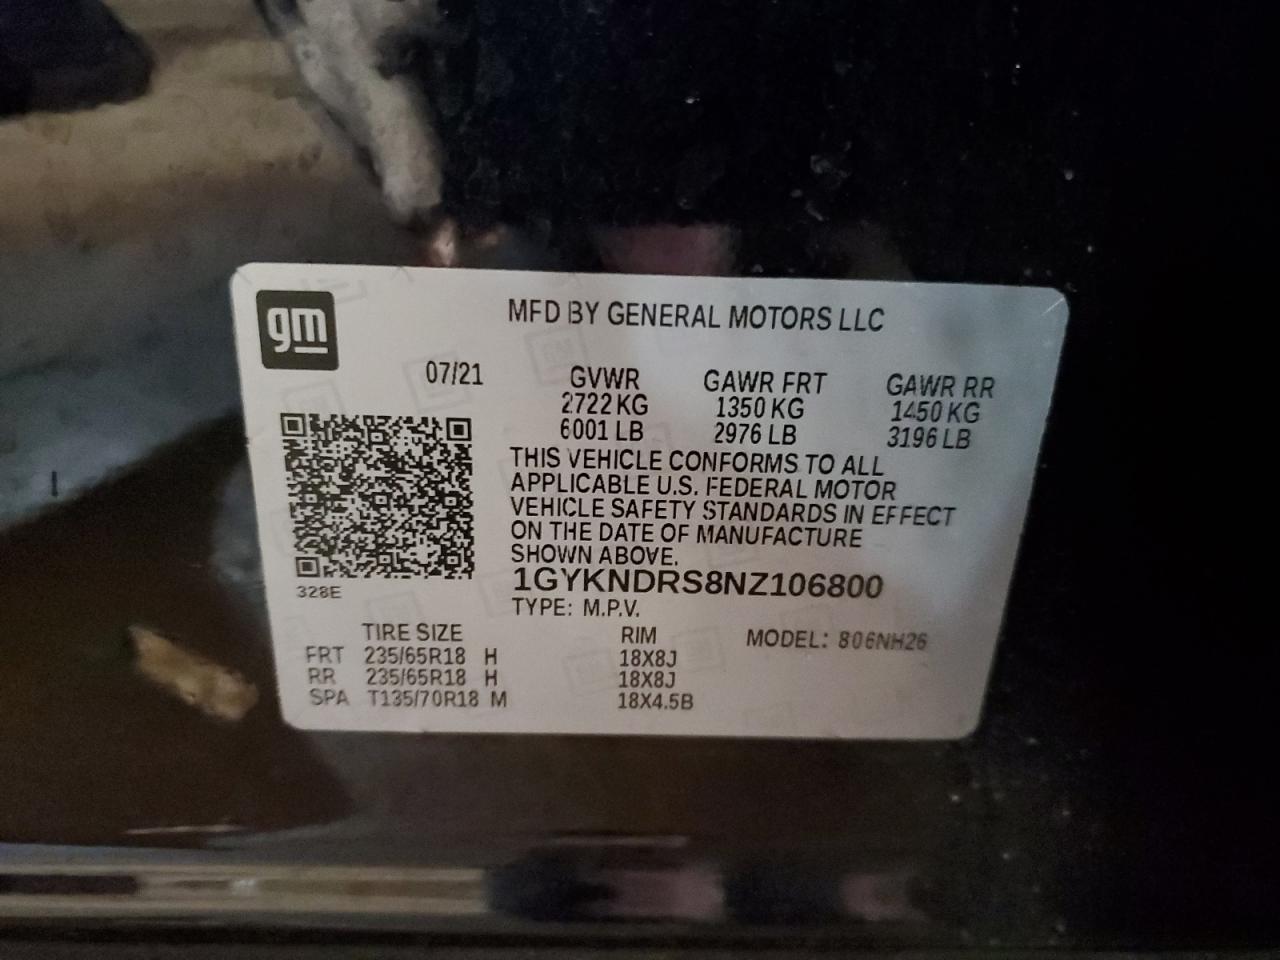 gm
MFD BY GENERAL MOTORS LLC
07/21 GVWR GAWR FRT GAWR RR
2722 KG 1350 KG 1450 KG
6001 LB 2976 LB 3196 LB
THIS VEHICLE CONFORMS TO ALL
APPLICABLE U.S. FEDERAL MOTOR
VEHICLE SAFETY STANDARDS IN EFFECT
ON THE DATE OF MANUFACTURE
SHOWN ABOVE.
328E
1GYKNDRS8NZ106800
TYPE: M.P.V.
TIRE SIZE RIM MODEL: 806NH26
FRT 235/65R18 H 18X8J
RR 235/65R18 H 18X8J
SPA T135/70R18 M 18X4.5B